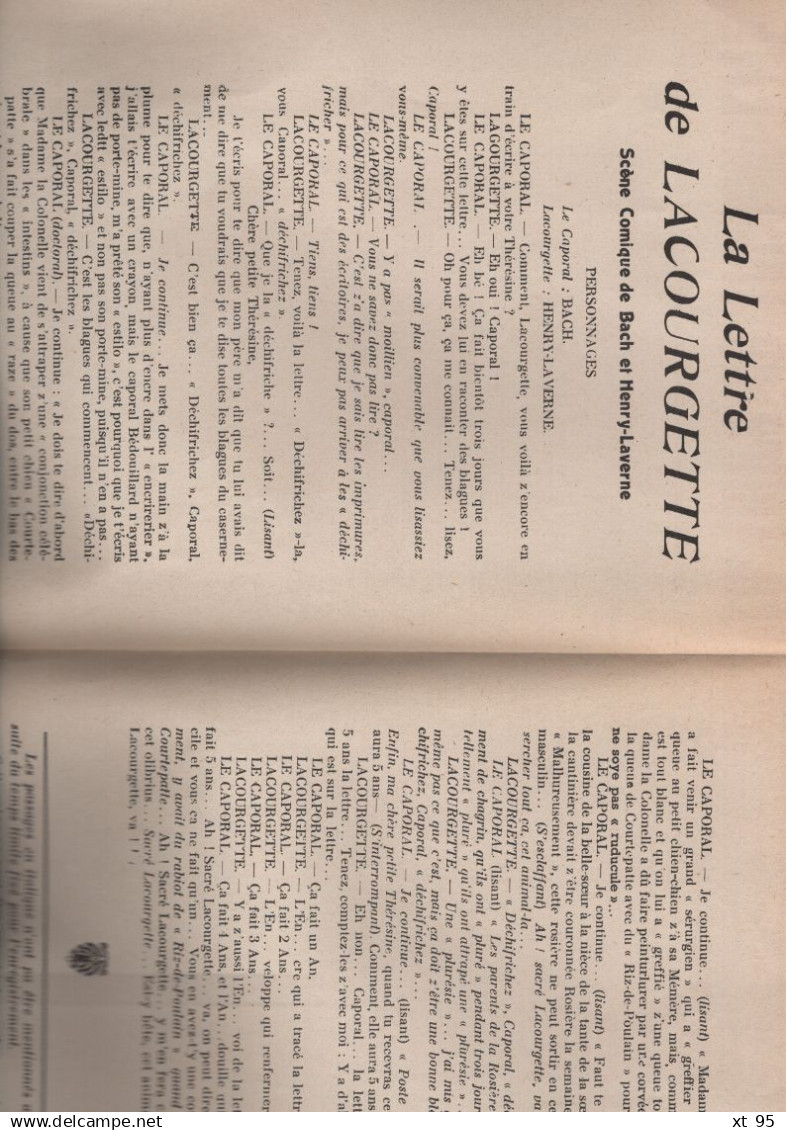 La Lettre
de LACOURGETTE
Scène Comique de Bach et Henry-Laverne
PERSONNAGES
Le Caporal : BACH.
Lacourgette : HENRY-LAVERNE.
LE CAPORAL. — Comment, Lacourgette, vous voilà z'encore en
train d'écrire à votre Thérésine ?
LACOURGETTE. — Eh oui ! Caporal !
LE CAPORAL. — Eh bé ! Ça fait bientôt trois jours que vous
y êtes sur cette lettre... Vous devez lui en raconter des blagues !
LACOURGETTE. — Oh pour ça, ça me connaît... Tenez... lisez,
Caporal !
LE CAPORAL. — Il serait plus convenable que vous lisassiez
vous-même.
LACOURGETTE. — Y a pas « moillien », caporal...
LE CAPORAL. — Vous ne savez donc pas lire ?
LACOURGETTE. — C'est z'a dire que je sais lire les imprimures,
mais pour ce qui est des écritoires, je peux pas arriver à les « déchi-
fricher »...
LE CAPORAL. — Tiens, tiens !
LACOURGETTE. — Tenez, voilà la lettre... « Déchifrichez »-la,
vous Caporal... « déchifrichez ».
LE CAPORAL. — Que je la « déchifriche » ?... Soit... (Lisant)
Chère petite Thérésine,
Je t'écris pour te dire que mon père m'a dit que tu lui avais dit
de me dire que tu voudrais que je te dise toutes les blagues du caserne-
ment...
LACOURGETTE — C'est bien ça... « Déchifrichez », Caporal,
« déchifrichez ».
LE CAPORAL. — Je continue... Je mets donc la main z'à la
plume pour te dire que, n'ayant plus d'encre dans l' « encrirerier »,
j'allais t'écrire avec un crayon, mais le caporal Bédouillard n'ayant
pas de porte-mine, m'a prêté son « estilo », c'est pourquoi que je t'écris
avec ledtt « estilo » et non pas son porte-mine, puisqu'il n'en a pas...
LACOURGETTE. — C'est les blagues qui commencent... «Déchi-
frichez », Caporal, « déchifrichez ».
LE CAPORAL (doctoral). — Je continue : « Je dois te dire d'abord
que Madame la Colonelle vient de s'attraper z'une « conjonction célé-
brale » dans les « intestins », à cause que son petit chien « Courte-
patte » s'a fait couper la queue au « raze » du dos, entre le bas des
LE CAPORAL. — Je continue... (lisant) « Madam
a fait venir un grand « sérurgien » qui a « greffier
queue au petit chien-chien z'à sa Mémère, mais, comm
est tout blanc et qu'on lui a « greffié » z'une queue to
dame la Colonelle a dû faire peinturlurer par une corvée
la queue de Courtepatte avec du « Riz-de-Poulain » pour
ne soye pas « ruducule »...
LE CAPORAL. — Je continue... (lisant) « Faut te
la cousine de la belle-sœur à la nièce de la tante de la sœ
la cantinière devait z'être couronnée Rosière la semaine
« Malhureusement », cette rosière ne peut sortir eu ce
masculin... (S'esclaffant) Ah ! sacré Lacourgette, va
sercher tout ça, cet animal-là...
LACOURGETTE. — « Déchifrichez », Caporal, « déc
LE CAPORAL (lisant) « Les parents de la Rosière
tellement « pluré » qu'ils ont « pluré » pendant trois jour
ment de chagrin, qu'ils ont attrapé une « plurésie »...
LACOURGETTE. — Une « plurésie »... j'ai mis
même pas ce que c'est, mais ca doit z'être une bonne bl
chifrichez, Caporal, « déchifrichez »...
LE CAPORAL. — Je continue... (lisant) « Poste
Enfin, ma chère petite Thérésine, quand tu recevras ce
aura 5 ans— (S'interrompant) Comment, elle aura 5 ans
LACOURGETTE. — Eh non... Caporal... la lett
5 ans la lettre... Tenez, comptez-les z'avec moi : Y a d'al
qui est sur la lettre...
LE CAPORAL. — Ça fait un An.
LACOURGETTE. — L'En... cre qui a tracé la lettr
LE CAPORAL. — Ça fait 2 Ans...
LACOURGETTE. — L'En... veloppe qui renfermer
LE CAPORAL. — Ça fait 3 Ans...
LACOURGETTE. — Y a z'aussi l'En... voi de la let
LE CAPORAL. — Ça fait 4 Ans, et l'An.. douille qui
fait 5 ans... Ah ! Sacré Lacourgette... va, on peut dire
cile et vous ça ne fait qu'un... Vous en avez t'y une co
ment, y avait du rabiot de « Riz-de-Poulain » quand
Courtepatte... Ah ! Sacré Lacourgette... y m'en fera c
cet olibrius... Sacré Lacourgette... bête, cet anim
Lacourgette, va ! !
Les passages en italique n'ont pu être mentionnés
suite du temps limite fixé pour l'enregistrement.
xt 95
Delcampe.net